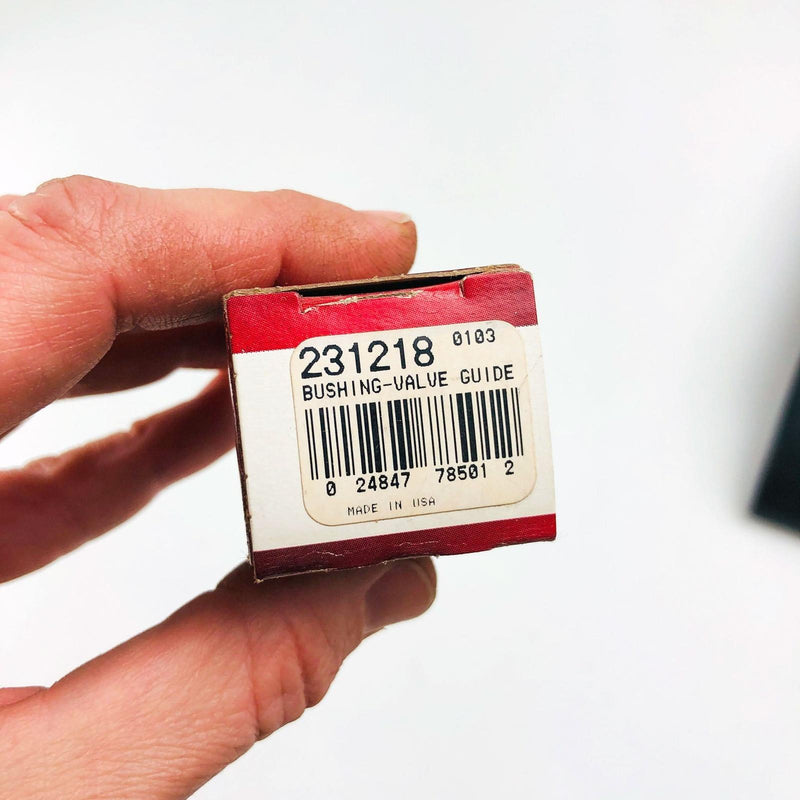 231218 0103
BUSHING-VALVE GUIDE
0 24847 78501 2
MADE IN USA